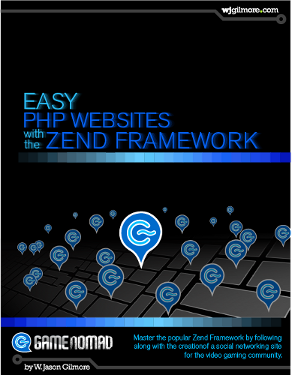 wjgilmore.com
EASY
PHP WEBSITES
with
the ZEND FRAMEWORK
GAMENOMAD
Master the popular Zend Framework by following
along with the creation of a social networking site
for the video gaming community.
by W. Jason Gilmore